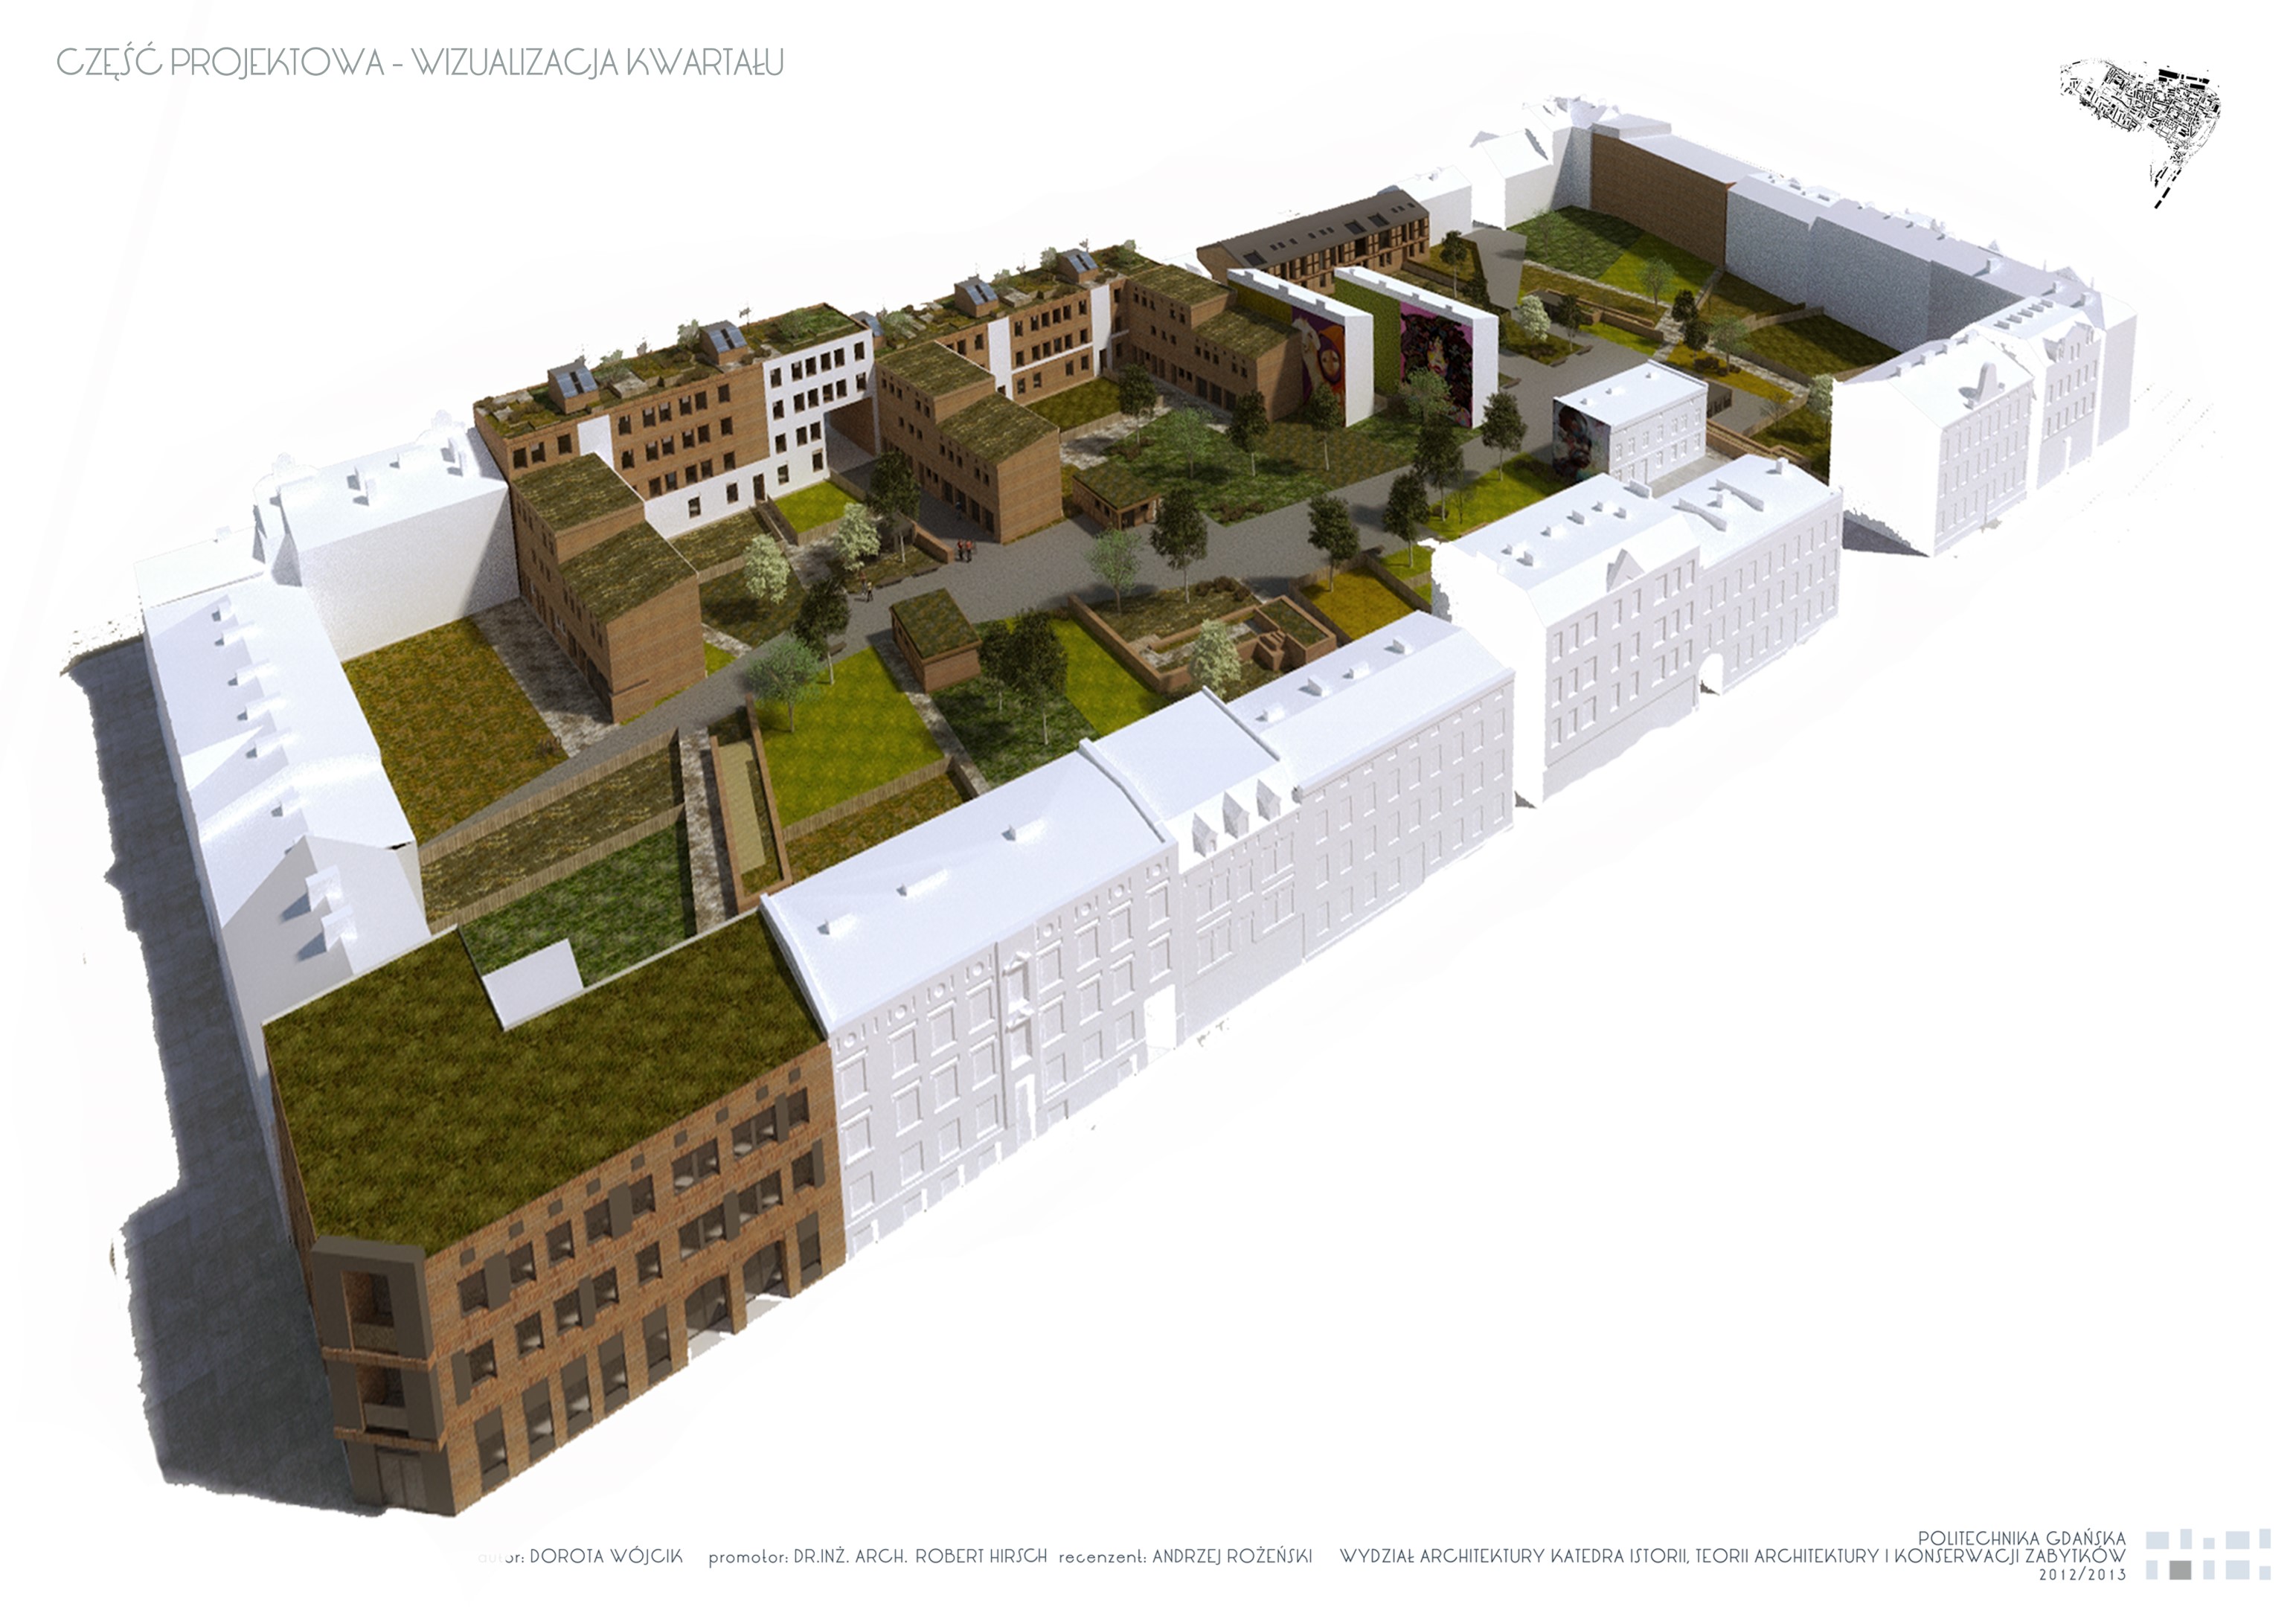 CZĘŚĆ PROJEKTOWA - WIZUALIZACJA KWARTAŁU
autor: DOROTA WÓJCIK promotor: DR.INŻ. ARCH. ROBERT HIRSCH recenzent: ANDRZEJ ROŻEŃSKI
POLITECHNIKA GDAŃSKA
WYDZIAŁ ARCHITEKTURY KATEDRA ISTORII, TEORII ARCHITEKTURY I KONSERWACJI ZABYTKÓW
2012/2013